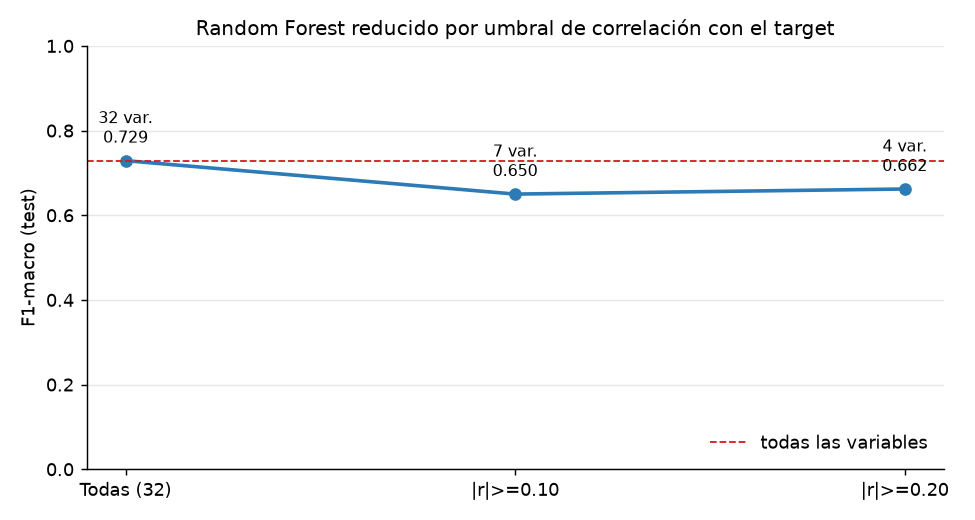 Random Forest reducido por umbral de correlación con el target
1.0
0.8
0.6
0.4
0.2
0.0
F1-macro (test)
32 var.
0.729
7 var.
0.650
4 var.
0.662
todas las variables
Todas (32)
|r|>=0.10
|r|>=0.20